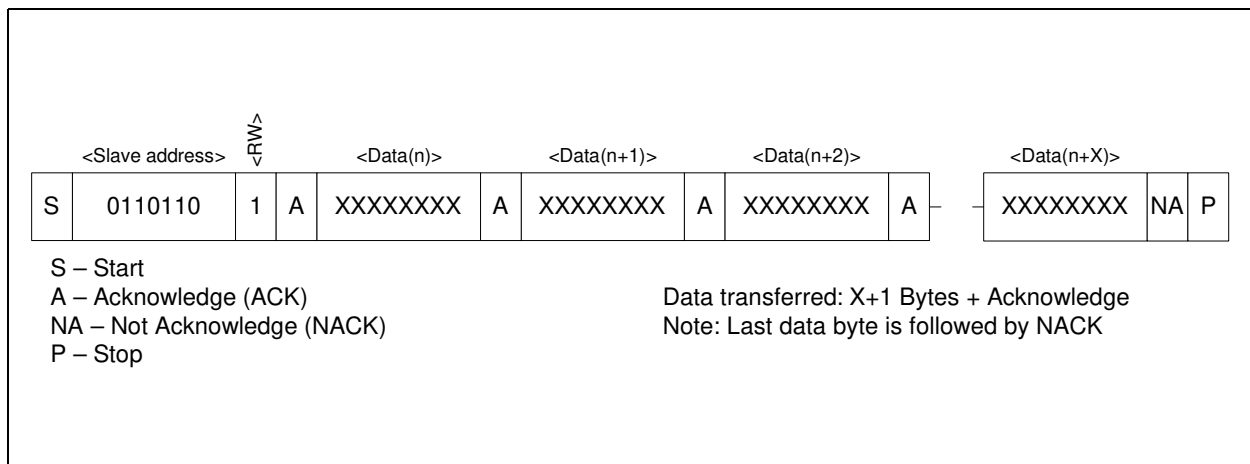 <Slave address> <RW> <Data(n)> <Data(n+1)> <Data(n+2)> <Data(n+X)>
S 0110110 1 A XXXXXXXX A XXXXXXXX A XXXXXXXX A XXXXXXXX NA P
S – Start
A – Acknowledge (ACK)
NA – Not Acknowledge (NACK)
P – Stop
Data transferred: X+1 Bytes + Acknowledge
Note: Last data byte is followed by NACK